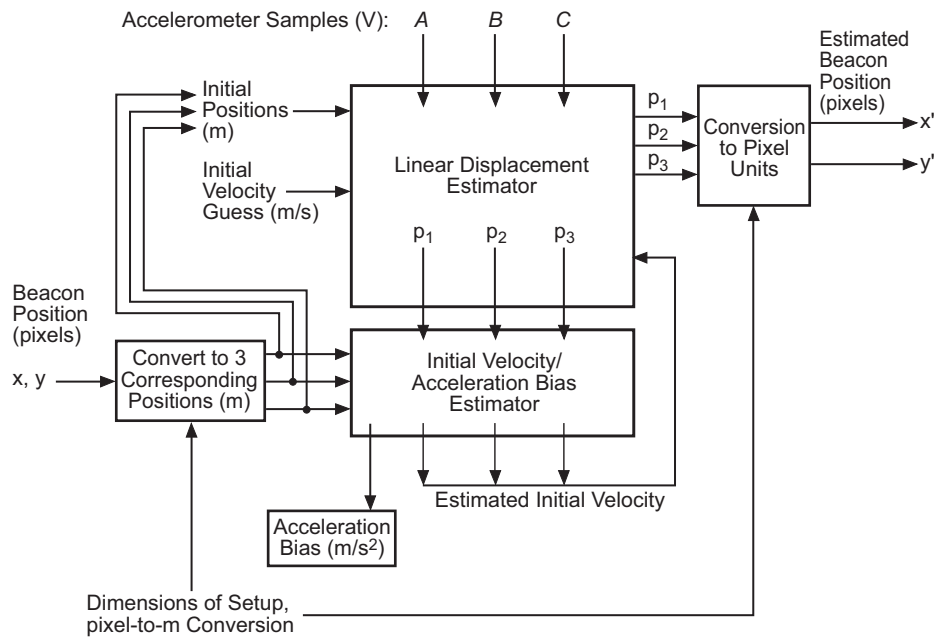 Accelerometer Samples (V): A B C
Estimated
Beacon
Position
(pixels)
Initial
Positions
(m)
p1
p2
p3
Conversion
to Pixel
Units
x'
y'
Linear Displacement
Estimator
Initial
Velocity
Guess (m/s)
p1 p2 p3
Beacon
Position
(pixels)
x, y
Convert to 3
Corresponding
Positions (m)
Initial Velocity/
Acceleration Bias
Estimator
Estimated Initial Velocity
Acceleration
Bias (m/s2)
Dimensions of Setup,
pixel-to-m Conversion